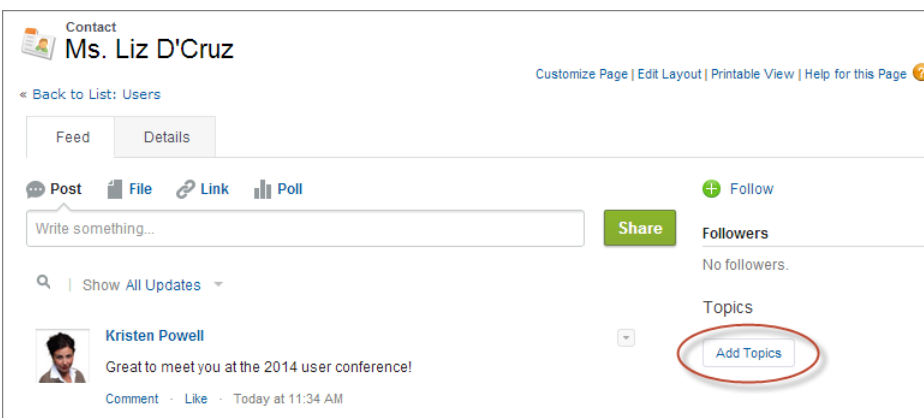 Contact
Ms. Liz D'Cruz
Customize Page | Edit Layout | Printable View | Help for this Page ?
« Back to List: Users
Feed Details
Post File Link Poll
Write something...
Share
Show All Updates
Kristen Powell
Great to meet you at the 2014 user conference!
Comment · Like · Today at 11:34 AM
Follow
Followers
No followers.
Topics
Add Topics